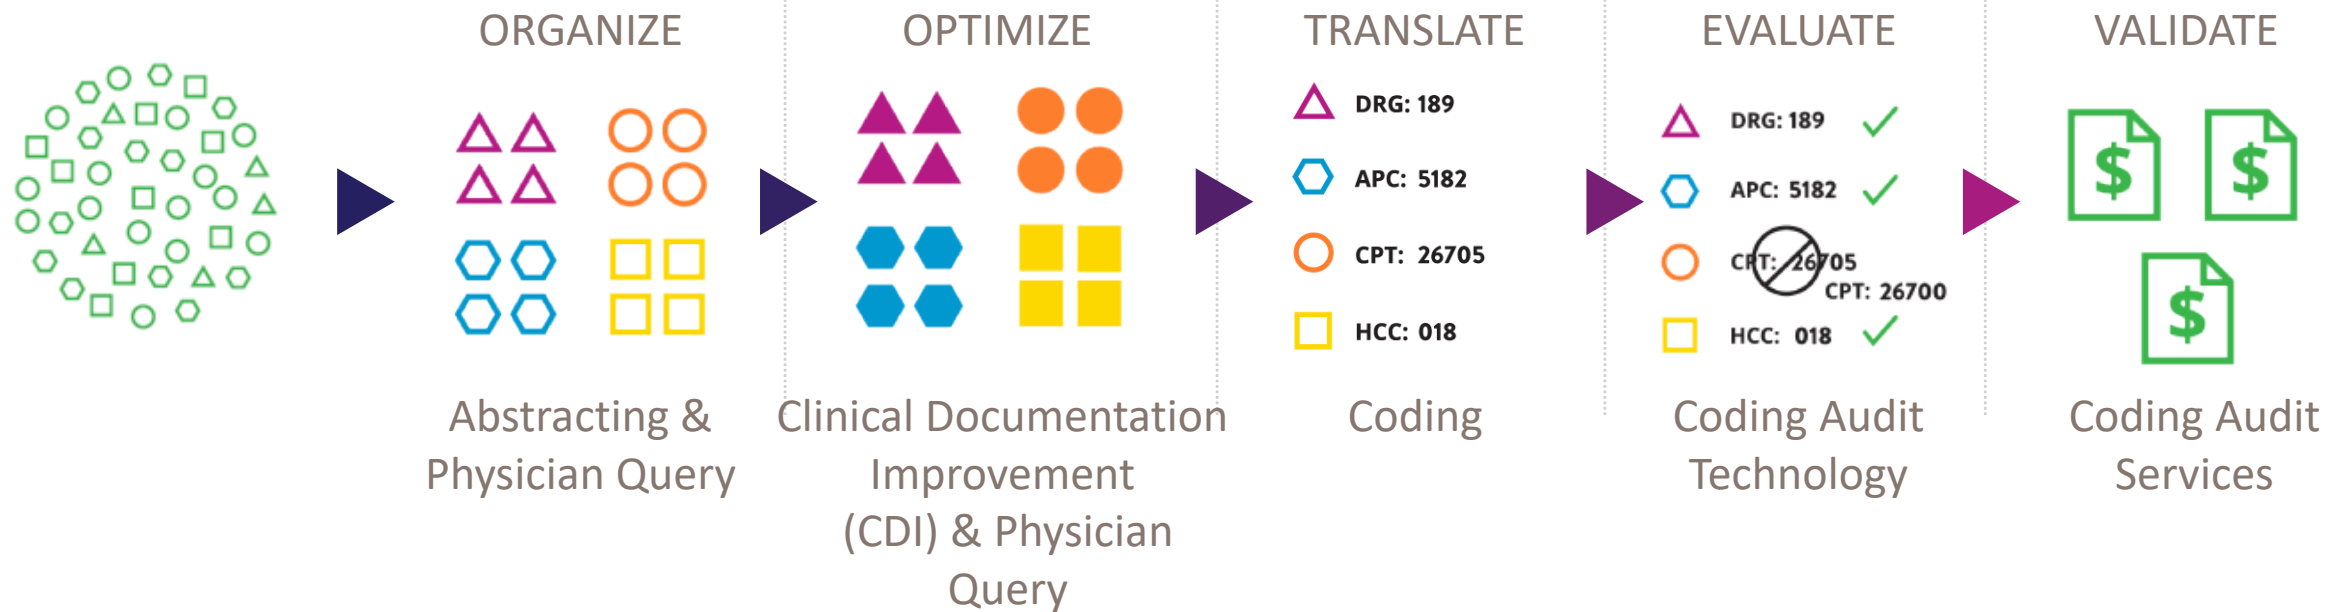 ORGANIZE
Abstracting &
Physician Query
OPTIMIZE
Clinical Documentation
Improvement
(CDI) & Physician
Query
TRANSLATE
DRG: 189
APC: 5182
CPT: 26705
HCC: 018
Coding
EVALUATE
DRG: 189
APC: 5182
CPT: 26705
CPT: 26700
HCC: 018
Coding Audit
Technology
VALIDATE
$ $
$
Coding Audit
Services